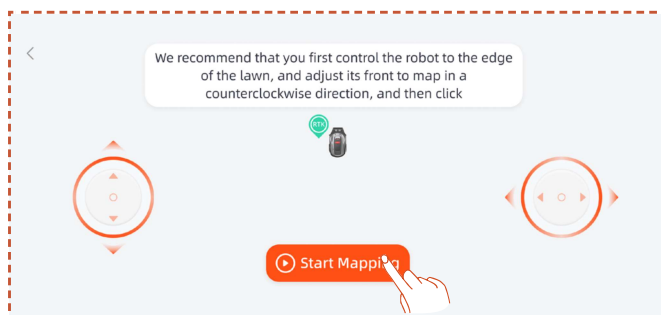 We recommend that you first control the robot to the edge
of the lawn, and adjust its front to map in a
counterclockwise direction, and then click
RTK
Start Mapping